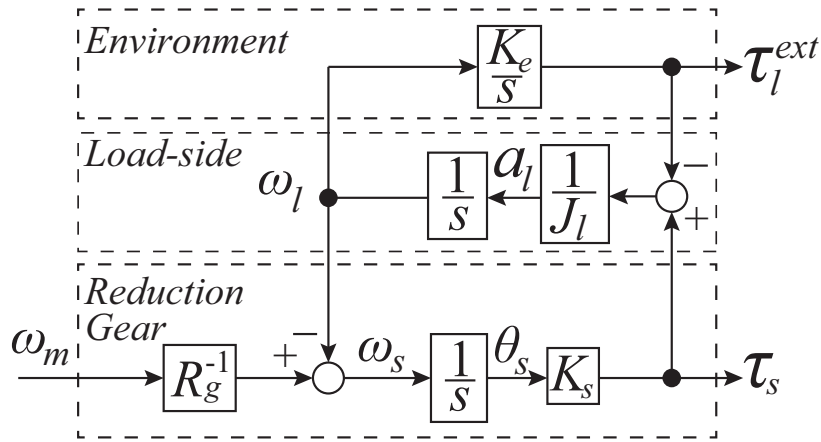 Environment
K_e
s
τ_l^{ext}
Load-side
ω_l
1
s
a_l
1
J_l
−
+
Reduction
Gear
ω_m
R_g^{-1}
+
−
ω_s
1
s
θ_s
K_s
τ_s